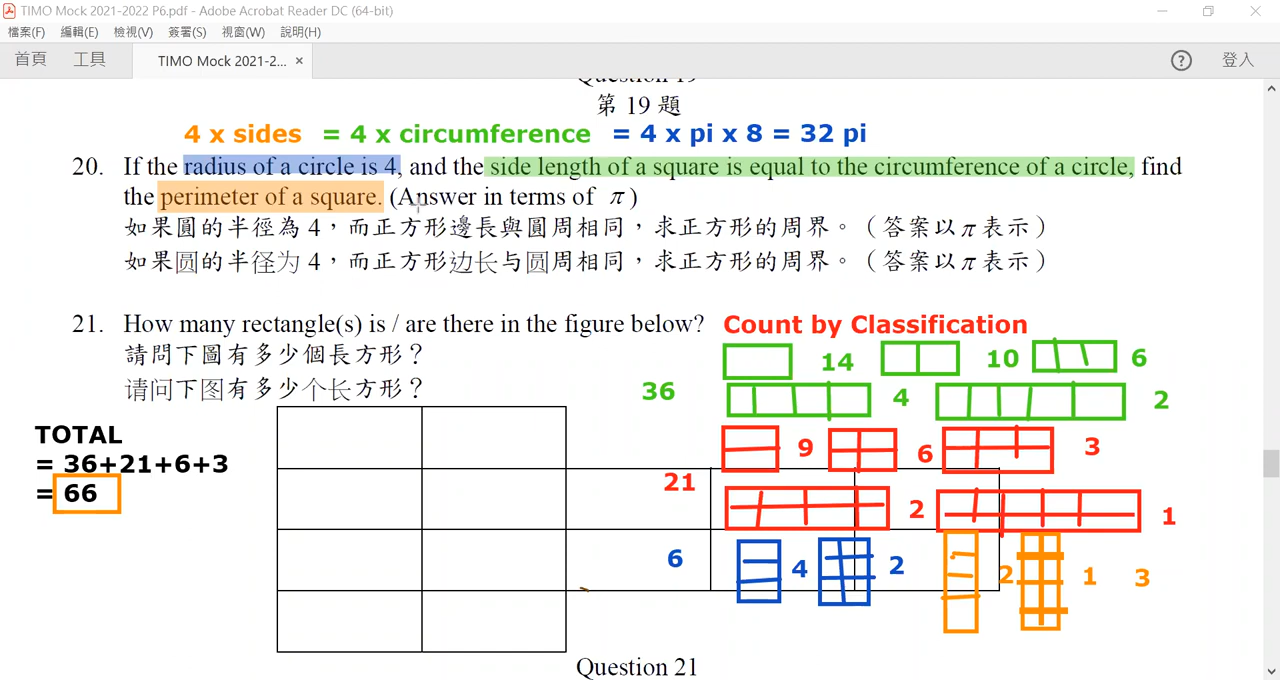 TIMO Mock 2021-2022 P6.pdf - Adobe Acrobat Reader DC (64-bit)
檔案(F) 編輯(E) 檢視(V) 簽署(S) 視窗(W) 說明(H)
首頁 工具 TIMO Mock 2021-2... × ? 登入
Question 19
第 19 題
4 x sides = 4 x circumference = 4 x pi x 8 = 32 pi
20. If the radius of a circle is 4, and the side length of a square is equal to the circumference of a circle, find
the perimeter of a square. (Answer in terms of π)
如果圓的半徑為 4，而正方形邊長與圓周相同，求正方形的周界。（答案以π表示）
如果圆的半径为 4，而正方形边长与圆周相同，求正方形的周界。（答案以π表示）
21. How many rectangle(s) is / are there in the figure below? Count by Classification
請問下圖有多少個長方形？
请问下图有多少个长方形？
14 10 6
36 4 2
TOTAL
= 36+21+6+3
= 66
9 6 3
21 2 1
6 4 2 2 1 3
Question 21